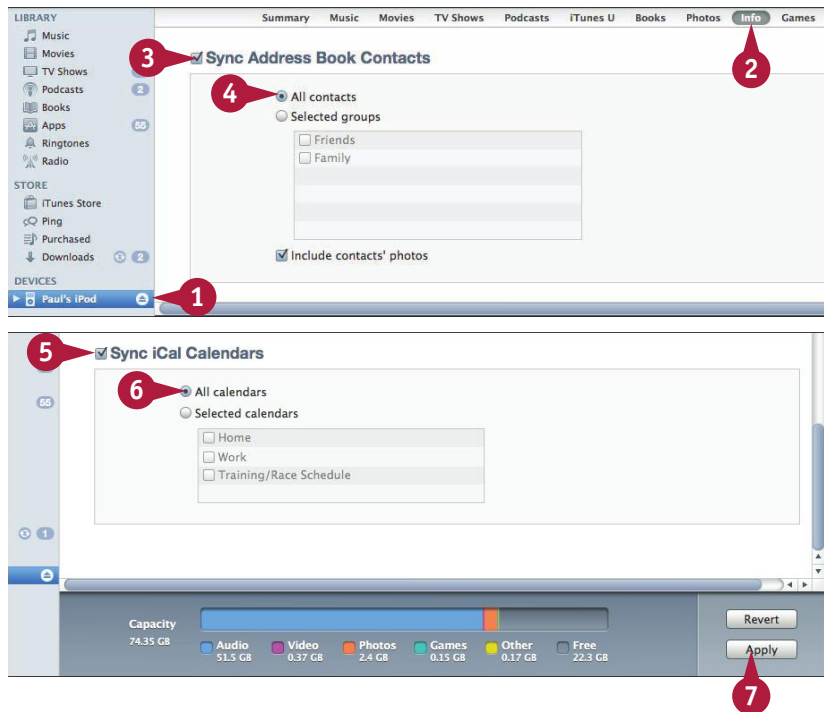 LIBRARY
Music
Movies
TV Shows
Podcasts 2
Books
Apps 55
Ringtones
Radio
STORE
iTunes Store
Ping
Purchased
Downloads 2
DEVICES
Paul's iPod
1
Summary Music Movies TV Shows Podcasts iTunes U Books Photos Info Games
2
3 Sync Address Book Contacts
4 All contacts
Selected groups
Friends
Family
Include contacts' photos
5 Sync iCal Calendars
6 All calendars
55
Selected calendars
Home
Work
Training/Race Schedule
1
Capacity
74.35 GB
Audio
51.5 GB
Video
0.37 GB
Photos
2.4 GB
Games
0.15 GB
Other
0.17 GB
Free
22.3 GB
Revert
Apply
7